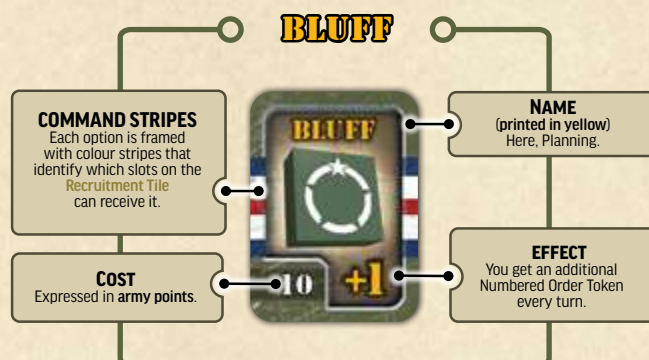 BLUFF
COMMAND STRIPES
Each option is framed
with colour stripes that
identify which slots on the
Recruitment Tile
can receive it.
COST
Expressed in army points.
BLUFF
10 +1
NAME
(printed in yellow)
Here, Planning.
EFFECT
You get an additional
Numbered Order Token
every turn.